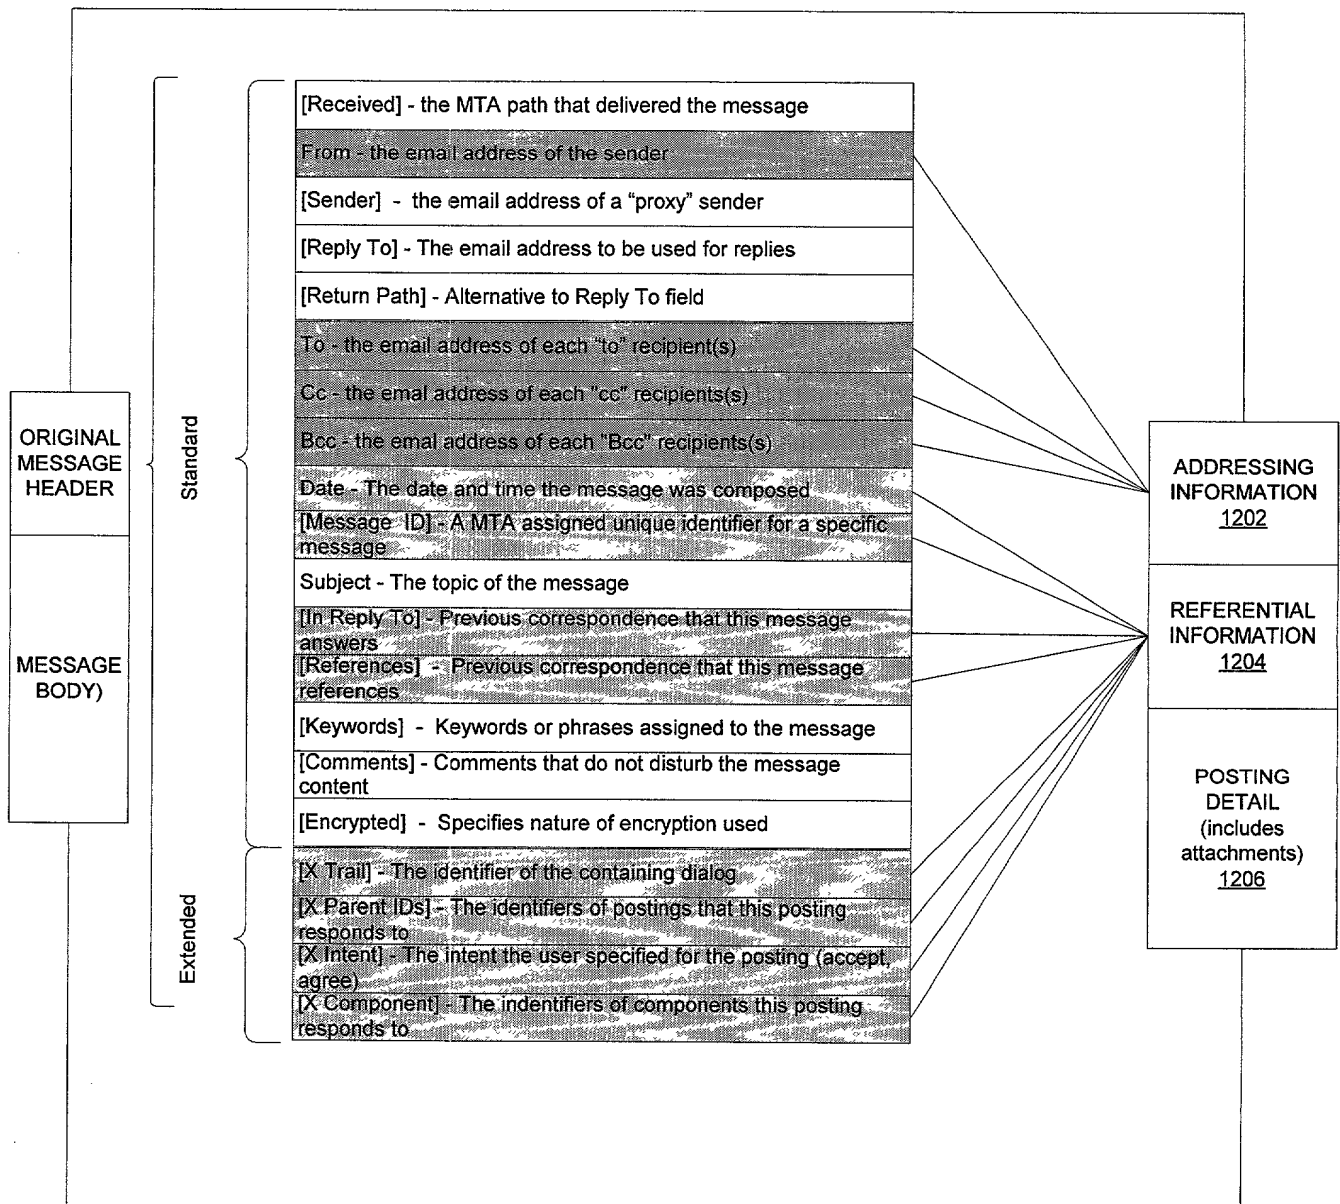 ORIGINAL
MESSAGE
HEADER
MESSAGE
BODY)
Standard
Extended
[Received] - the MTA path that delivered the message
From - the email address of the sender
[Sender] - the email address of a “proxy” sender
[Reply To] - The email address to be used for replies
[Return Path] - Alternative to Reply To field
To - the email address of each "to" recipient(s)
Cc - the emal address of each "cc" recipients(s)
Bcc - the emal address of each "Bcc" recipients(s)
Date - The date and time the message was composed
[Message ID] - A MTA assigned unique identifier for a specific
message
Subject - The topic of the message
[In Reply To] - Previous correspondence that this message
answers
[References] - Previous correspondence that this message
references
[Keywords] - Keywords or phrases assigned to the message
[Comments] - Comments that do not disturb the message
content
[Encrypted] - Specifies nature of encryption used
[X Trail] - The identifier of the containing dialog
[X Parent IDs] - The identifiers of postings that this posting
responds to
[X Intent] - The intent the user specified for the posting (accept,
agree)
[X Component] - The indentifiers of components this posting
responds to
ADDRESSING
INFORMATION
1202
REFERENTIAL
INFORMATION
1204
POSTING
DETAIL
(includes
attachments)
1206